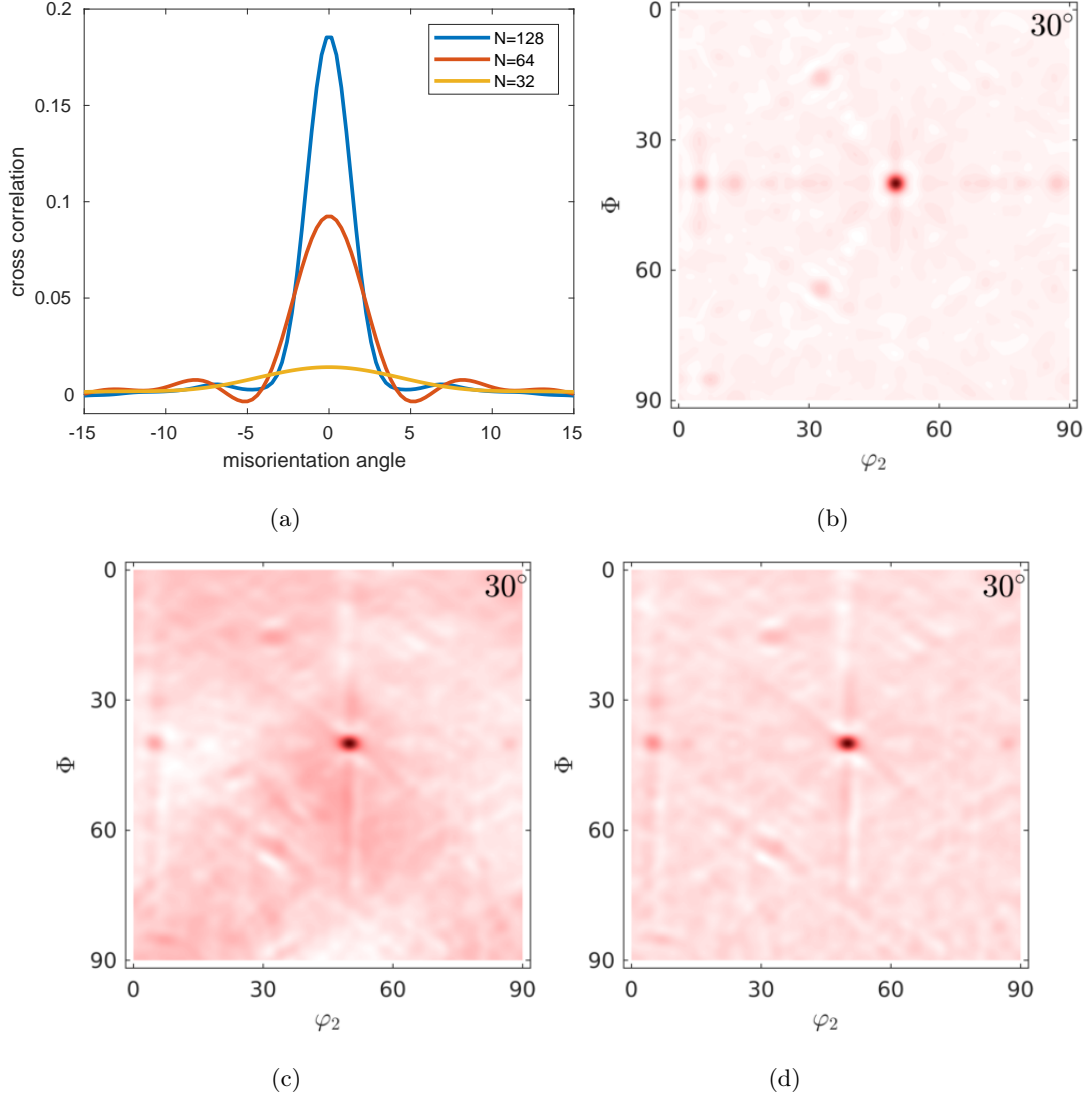 0.2
0.15
0.1
0.05
0
cross correlation
-15 -10 -5 0 5 10 15
misorientation angle
N=128
N=64
N=32
(a)
30°
0
30
60
90
Φ
0 30 60 90
φ₂
(b)
30°
0
30
60
90
Φ
0 30 60 90
φ₂
(c)
30°
0
30
60
90
Φ
0 30 60 90
φ₂
(d)